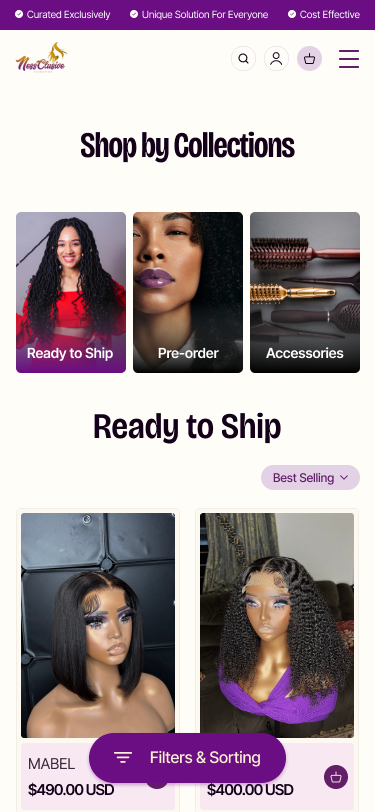 Curated Exclusively Unique Solution For Everyone Cost Effective
NessClusive
Shop by Collections
Ready to Ship Pre-order Accessories
Ready to Ship
Best Selling
MABEL
Filters & Sorting
$490.00 USD $400.00 USD